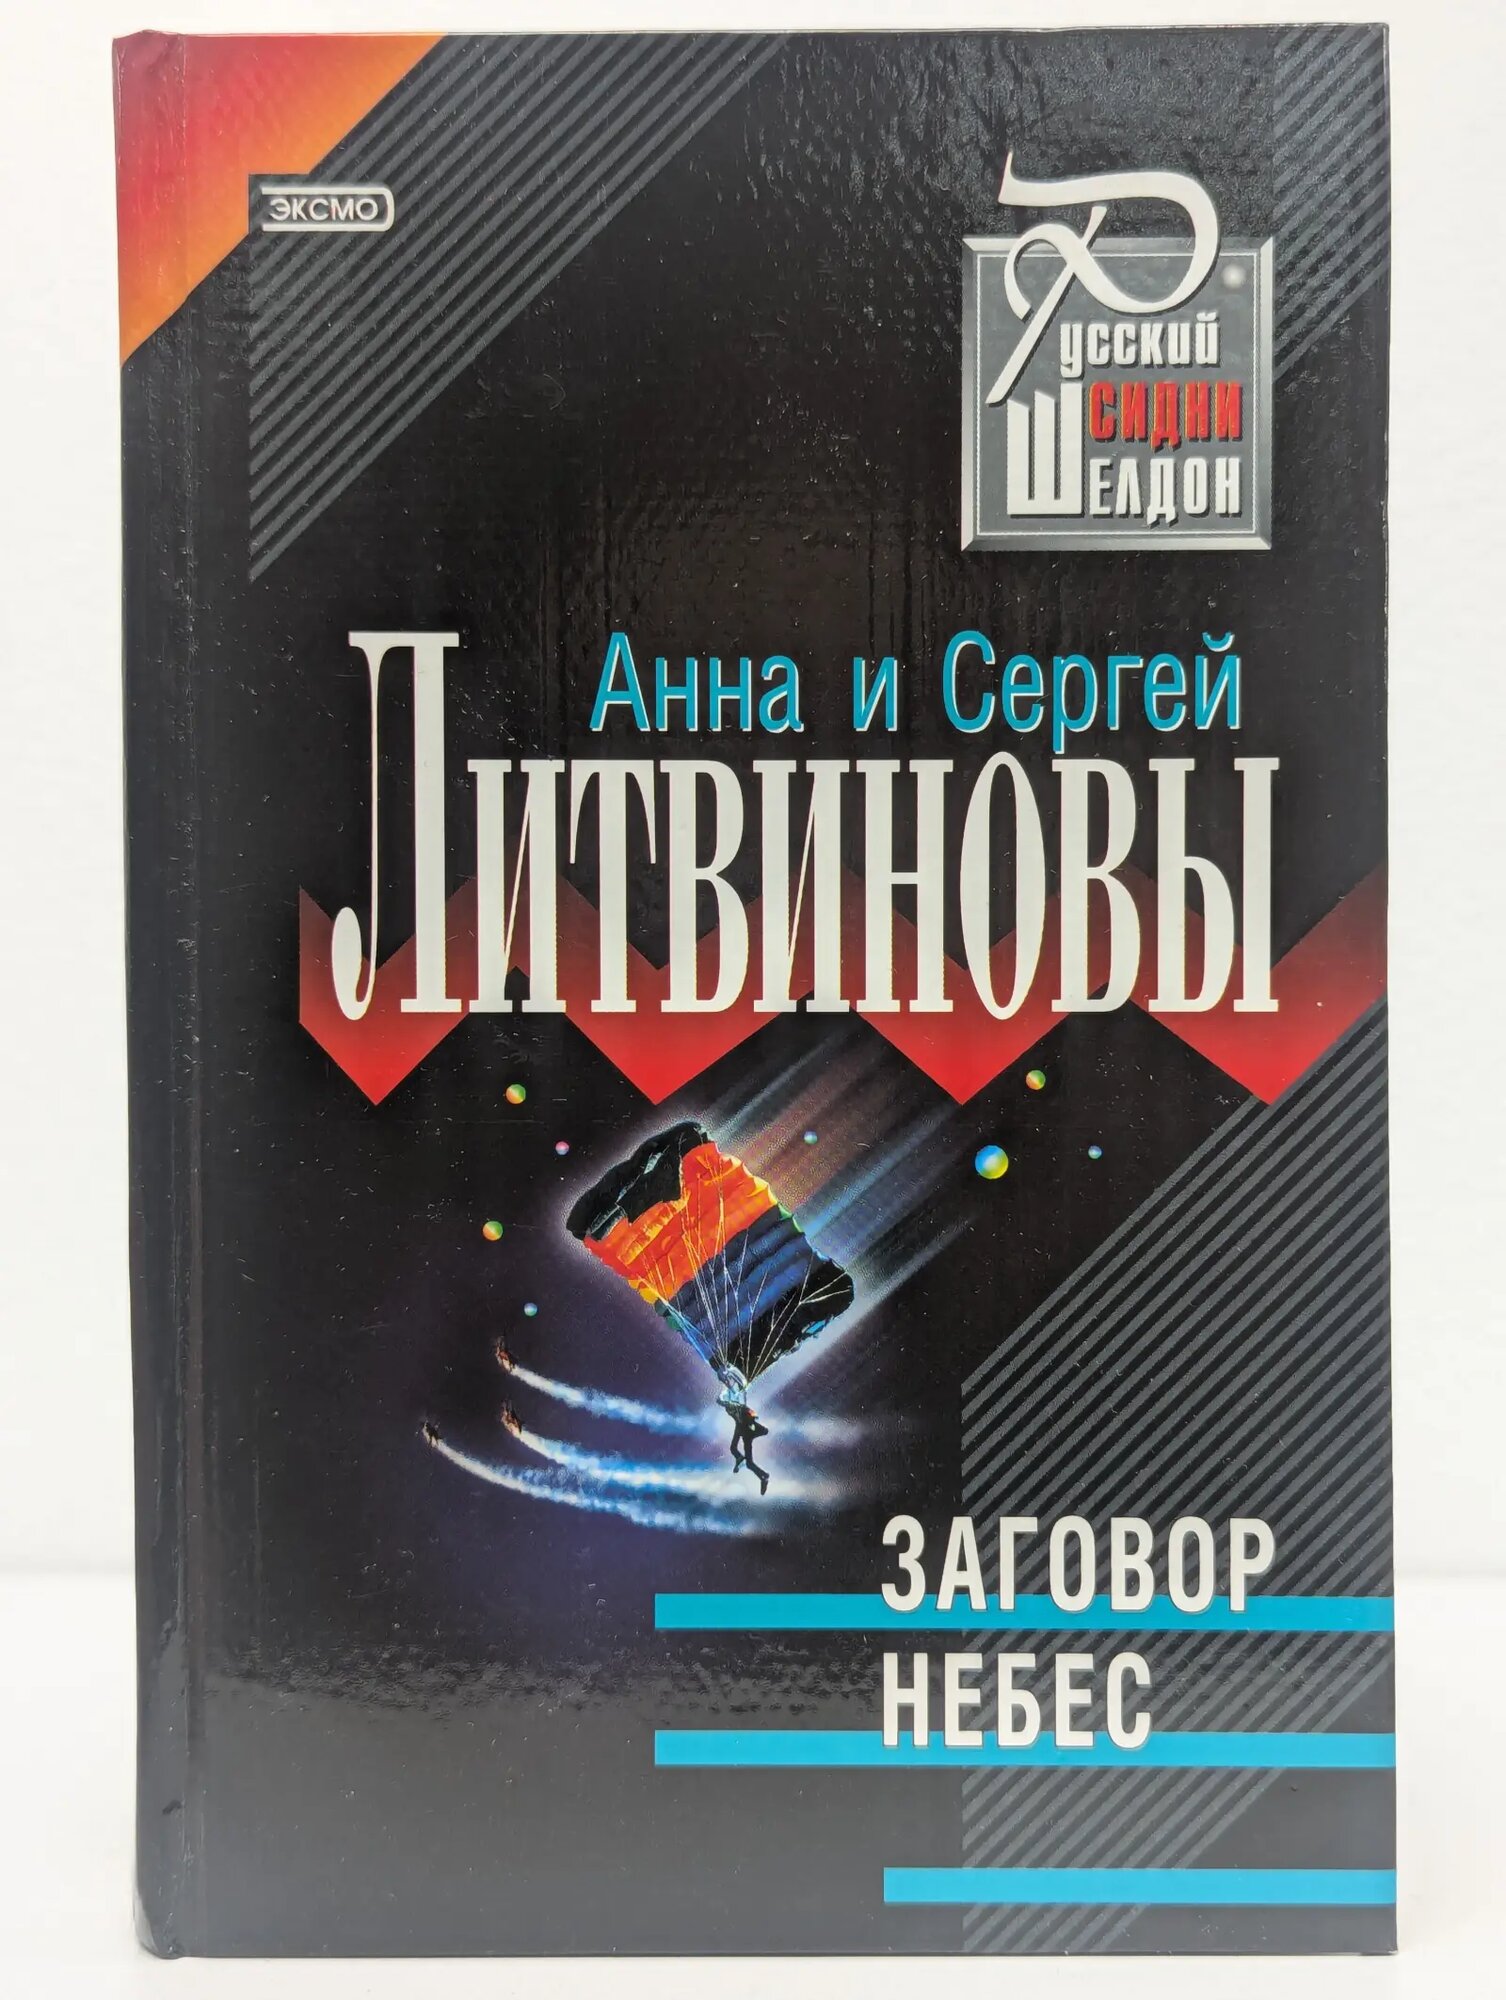 ЭКСМО
Русский
СИДНИ
ШЕЛДОН
Анна и Сергей
ЛИТВИНОВЫ
ЗАГОВОР
НЕБЕС